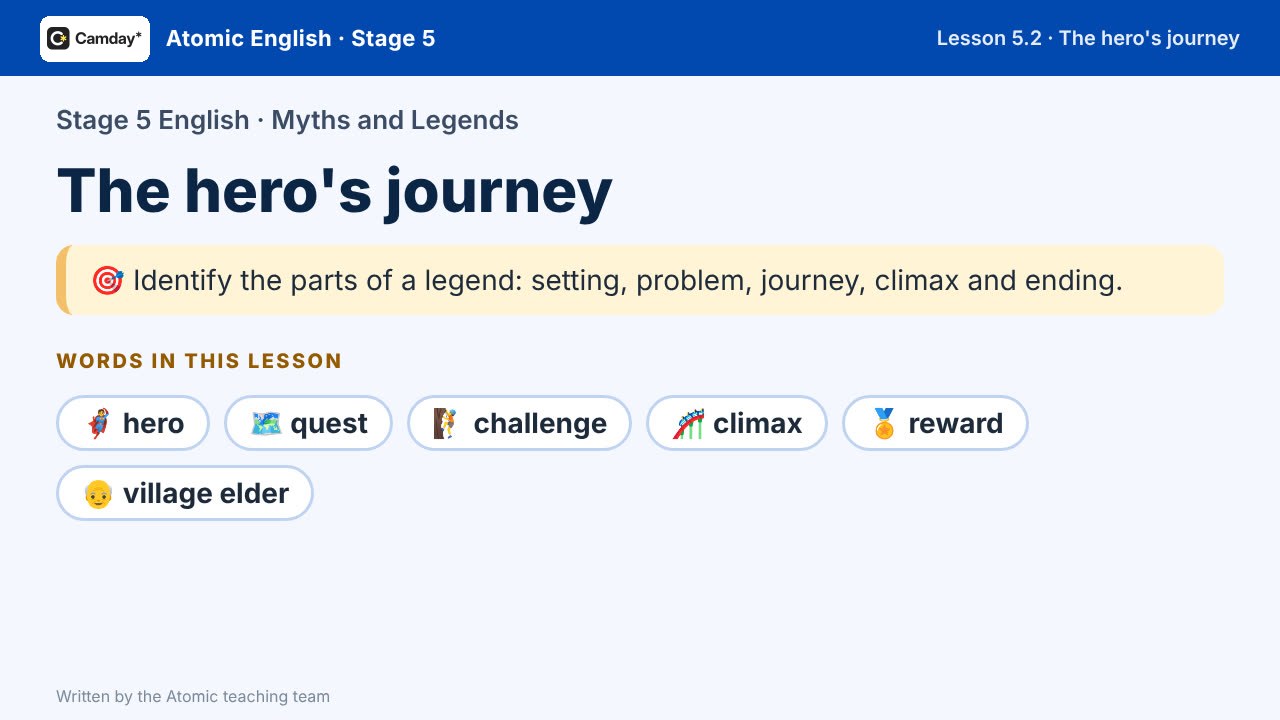 Camday*
Atomic English · Stage 5
Lesson 5.2 · The hero's journey
Stage 5 English · Myths and Legends
The hero's journey
🎯 Identify the parts of a legend: setting, problem, journey, climax and ending.
WORDS IN THIS LESSON
hero
quest
challenge
climax
reward
village elder
Written by the Atomic teaching team